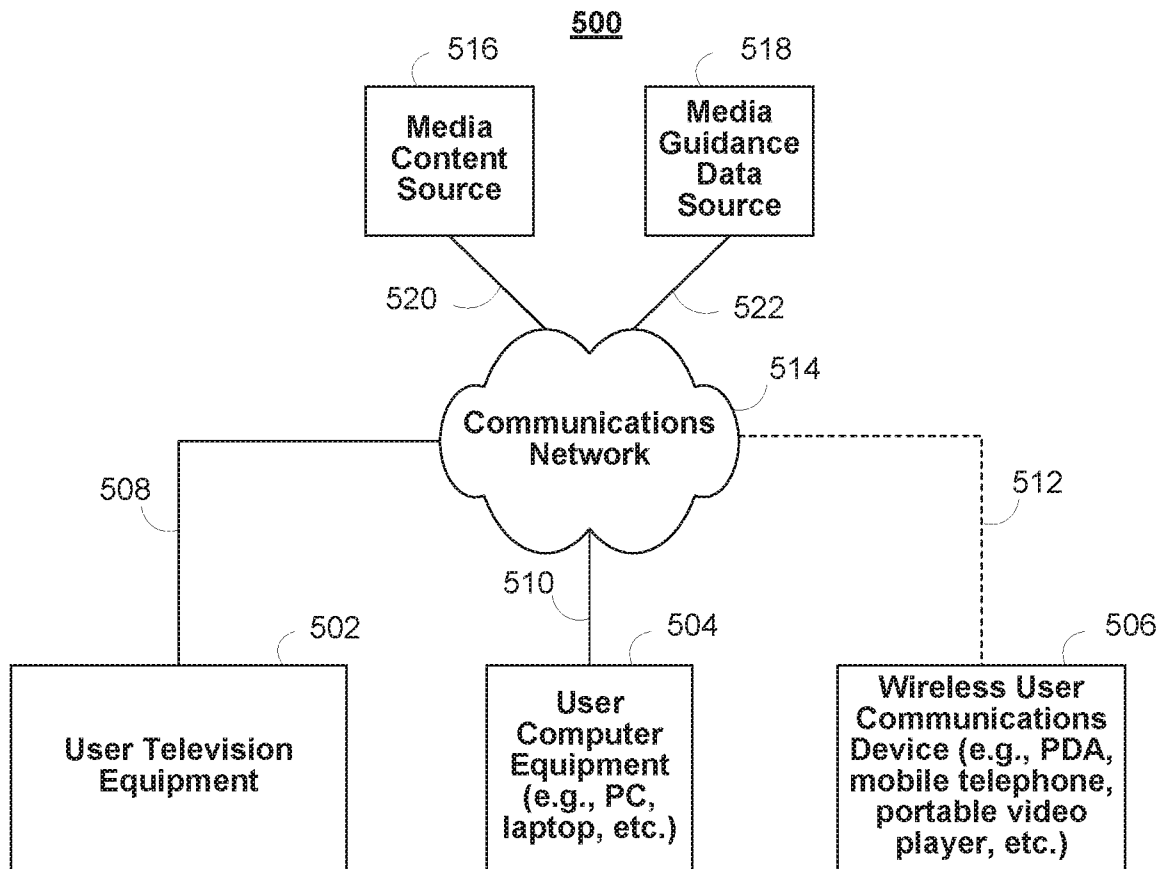 500
516
518
Media
Content
Source
Media
Guidance
Data
Source
520
522
514
Communications
Network
508
512
510
502
504
506
User Television
Equipment
User
Computer
Equipment
(e.g., PC,
laptop, etc.)
Wireless User
Communications
Device (e.g., PDA,
mobile telephone,
portable video
player, etc.)